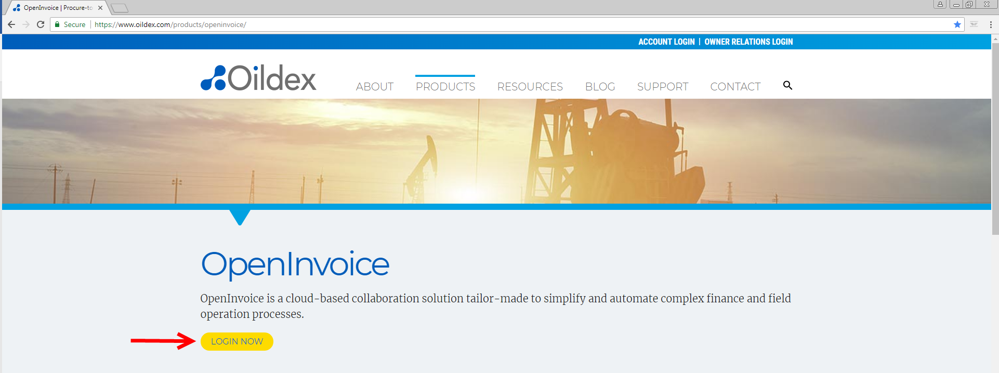 OpenInvoice | Procure-to
Secure | https://www.oildex.com/products/openinvoice/
ACCOUNT LOGIN | OWNER RELATIONS LOGIN
Oildex
ABOUT PRODUCTS RESOURCES BLOG SUPPORT CONTACT
OpenInvoice
OpenInvoice is a cloud-based collaboration solution tailor-made to simplify and automate complex finance and field
operation processes.
LOGIN NOW